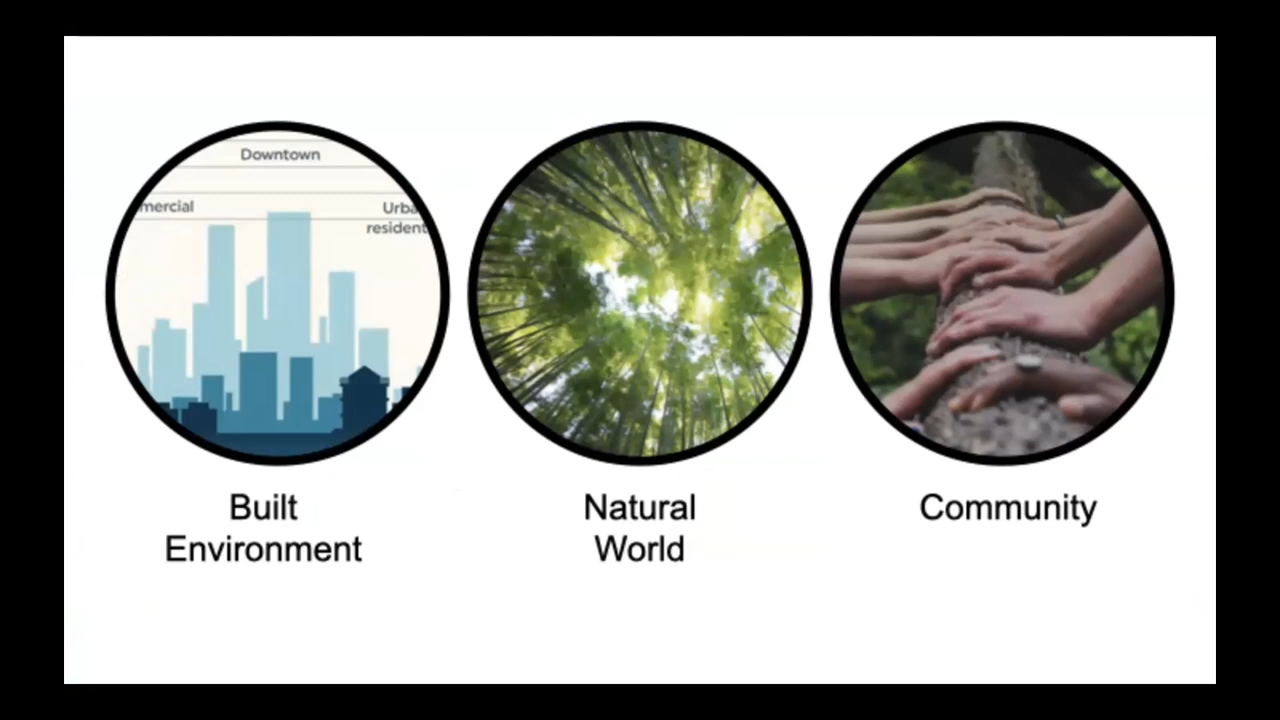 Downtown
mercial
Urba
resident
Built
Environment
Natural
World
Community